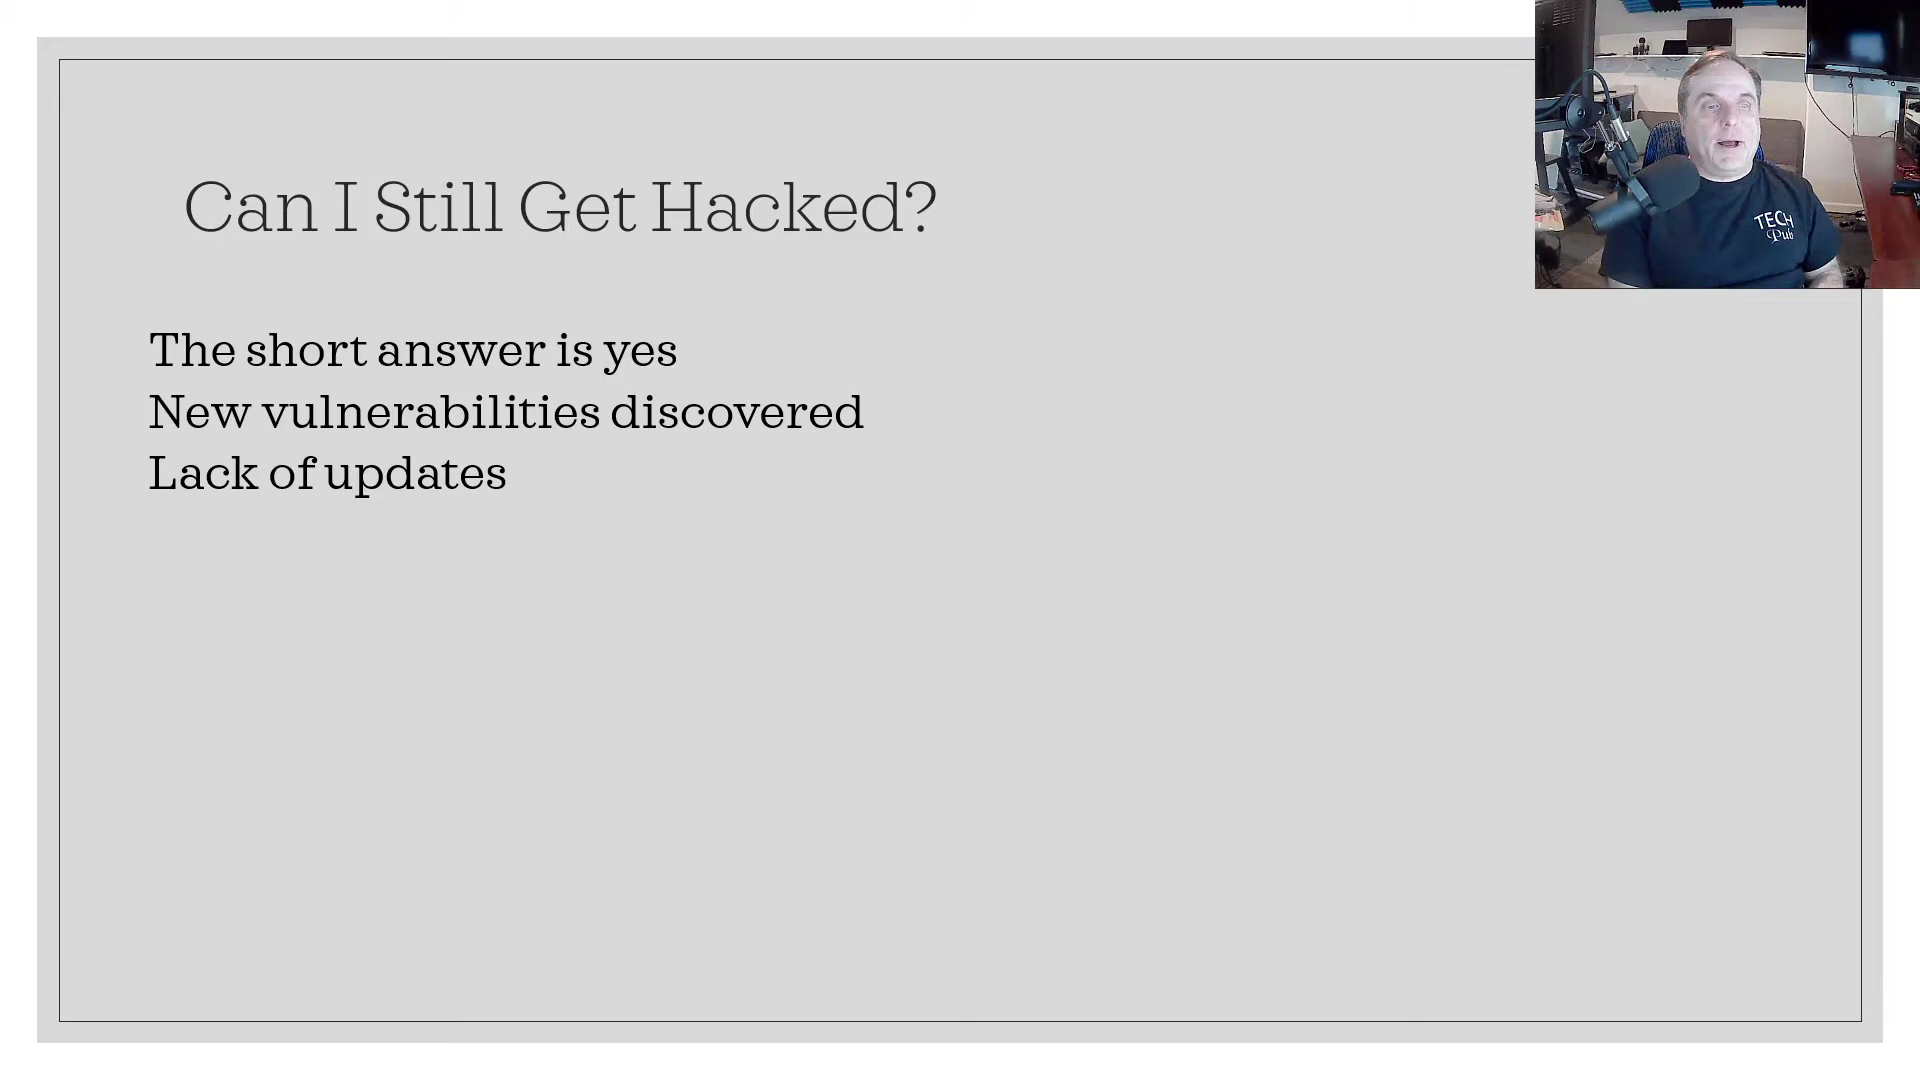 Can I Still Get Hacked?
The short answer is yes
New vulnerabilities discovered
Lack of updates
TECH
Pub